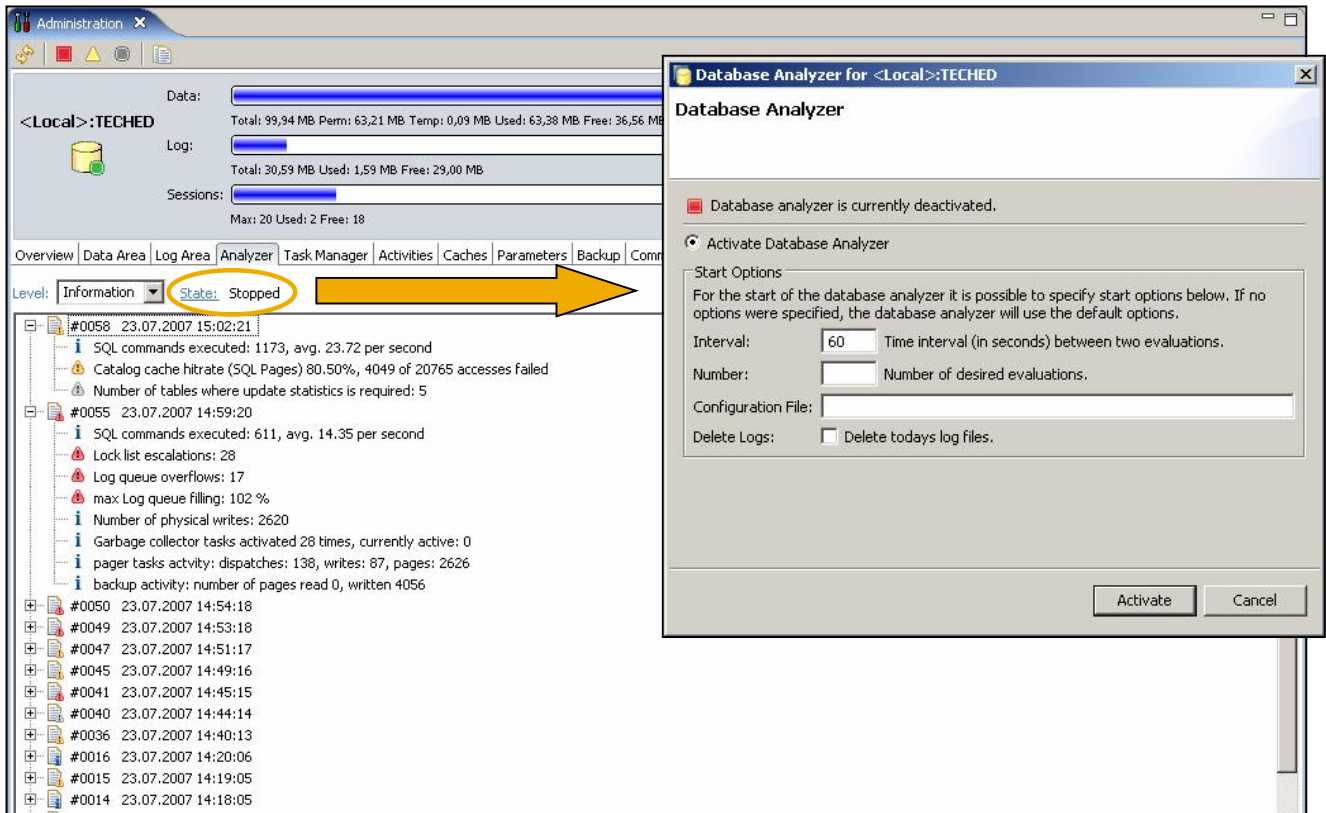 Administration
<Local>:TECHED
Data:
Total: 99,94 MB Perm: 63,21 MB Temp: 0,09 MB Used: 63,38 MB Free: 36,56 MB
Log:
Total: 30,59 MB Used: 1,59 MB Free: 29,00 MB
Sessions:
Max: 20 Used: 2 Free: 18
Overview Data Area Log Area Analyzer Task Manager Activities Caches Parameters Backup Comm
Level: Information State: Stopped
#0058 23.07.2007 15:02:21
SQL commands executed: 1173, avg. 23.72 per second
Catalog cache hitrate (SQL Pages) 80.50%, 4049 of 20765 accesses failed
Number of tables where update statistics is required: 5
#0055 23.07.2007 14:59:20
SQL commands executed: 611, avg. 14.35 per second
Lock list escalations: 28
Log queue overflows: 17
max Log queue filling: 102 %
Number of physical writes: 2620
Garbage collector tasks activated 28 times, currently active: 0
pager tasks actvity: dispatches: 138, writes: 87, pages: 2626
backup activity: number of pages read 0, written 4056
#0050 23.07.2007 14:54:18
#0049 23.07.2007 14:53:18
#0047 23.07.2007 14:51:17
#0045 23.07.2007 14:49:16
#0041 23.07.2007 14:45:15
#0040 23.07.2007 14:44:14
#0036 23.07.2007 14:40:13
#0016 23.07.2007 14:20:06
#0015 23.07.2007 14:19:05
#0014 23.07.2007 14:18:05
Database Analyzer for <Local>:TECHED
Database Analyzer
Database analyzer is currently deactivated.
Activate Database Analyzer
Start Options
For the start of the database analyzer it is possible to specify start options below. If no
options were specified, the database analyzer will use the default options.
Interval: 60 Time interval (in seconds) between two evaluations.
Number: Number of desired evaluations.
Configuration File:
Delete Logs: Delete todays log files.
Activate Cancel